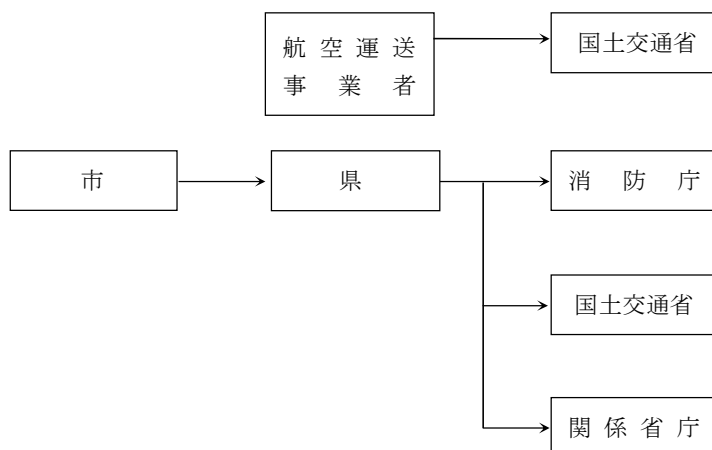 航空運送
事業者
国土交通省
市
県
消防庁
国土交通省
関係省庁